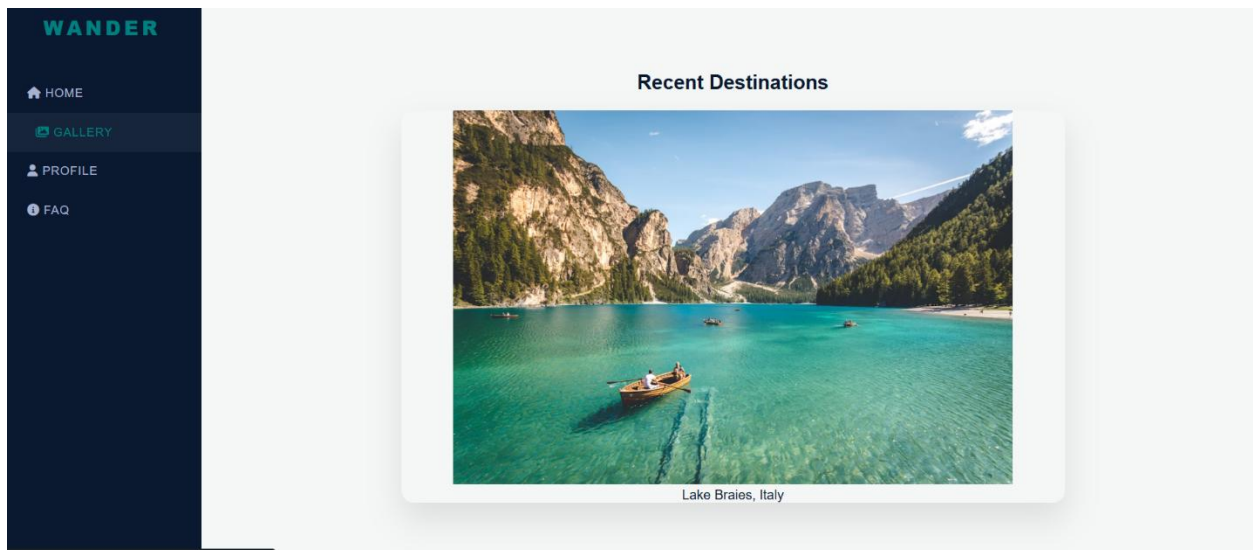 WANDER
HOME
GALLERY
PROFILE
FAQ
Recent Destinations
Lake Braies, Italy